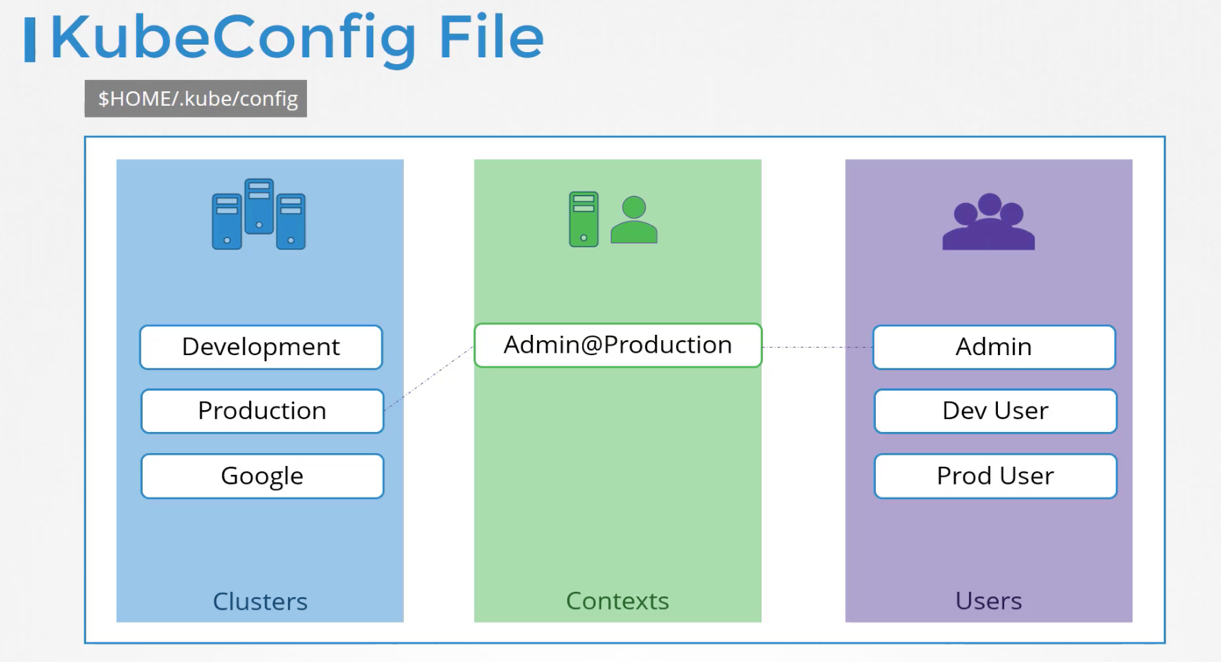 KubeConfig File
$HOME/.kube/config
Development
Production
Google
Clusters
Admin@Production
Contexts
Admin
Dev User
Prod User
Users